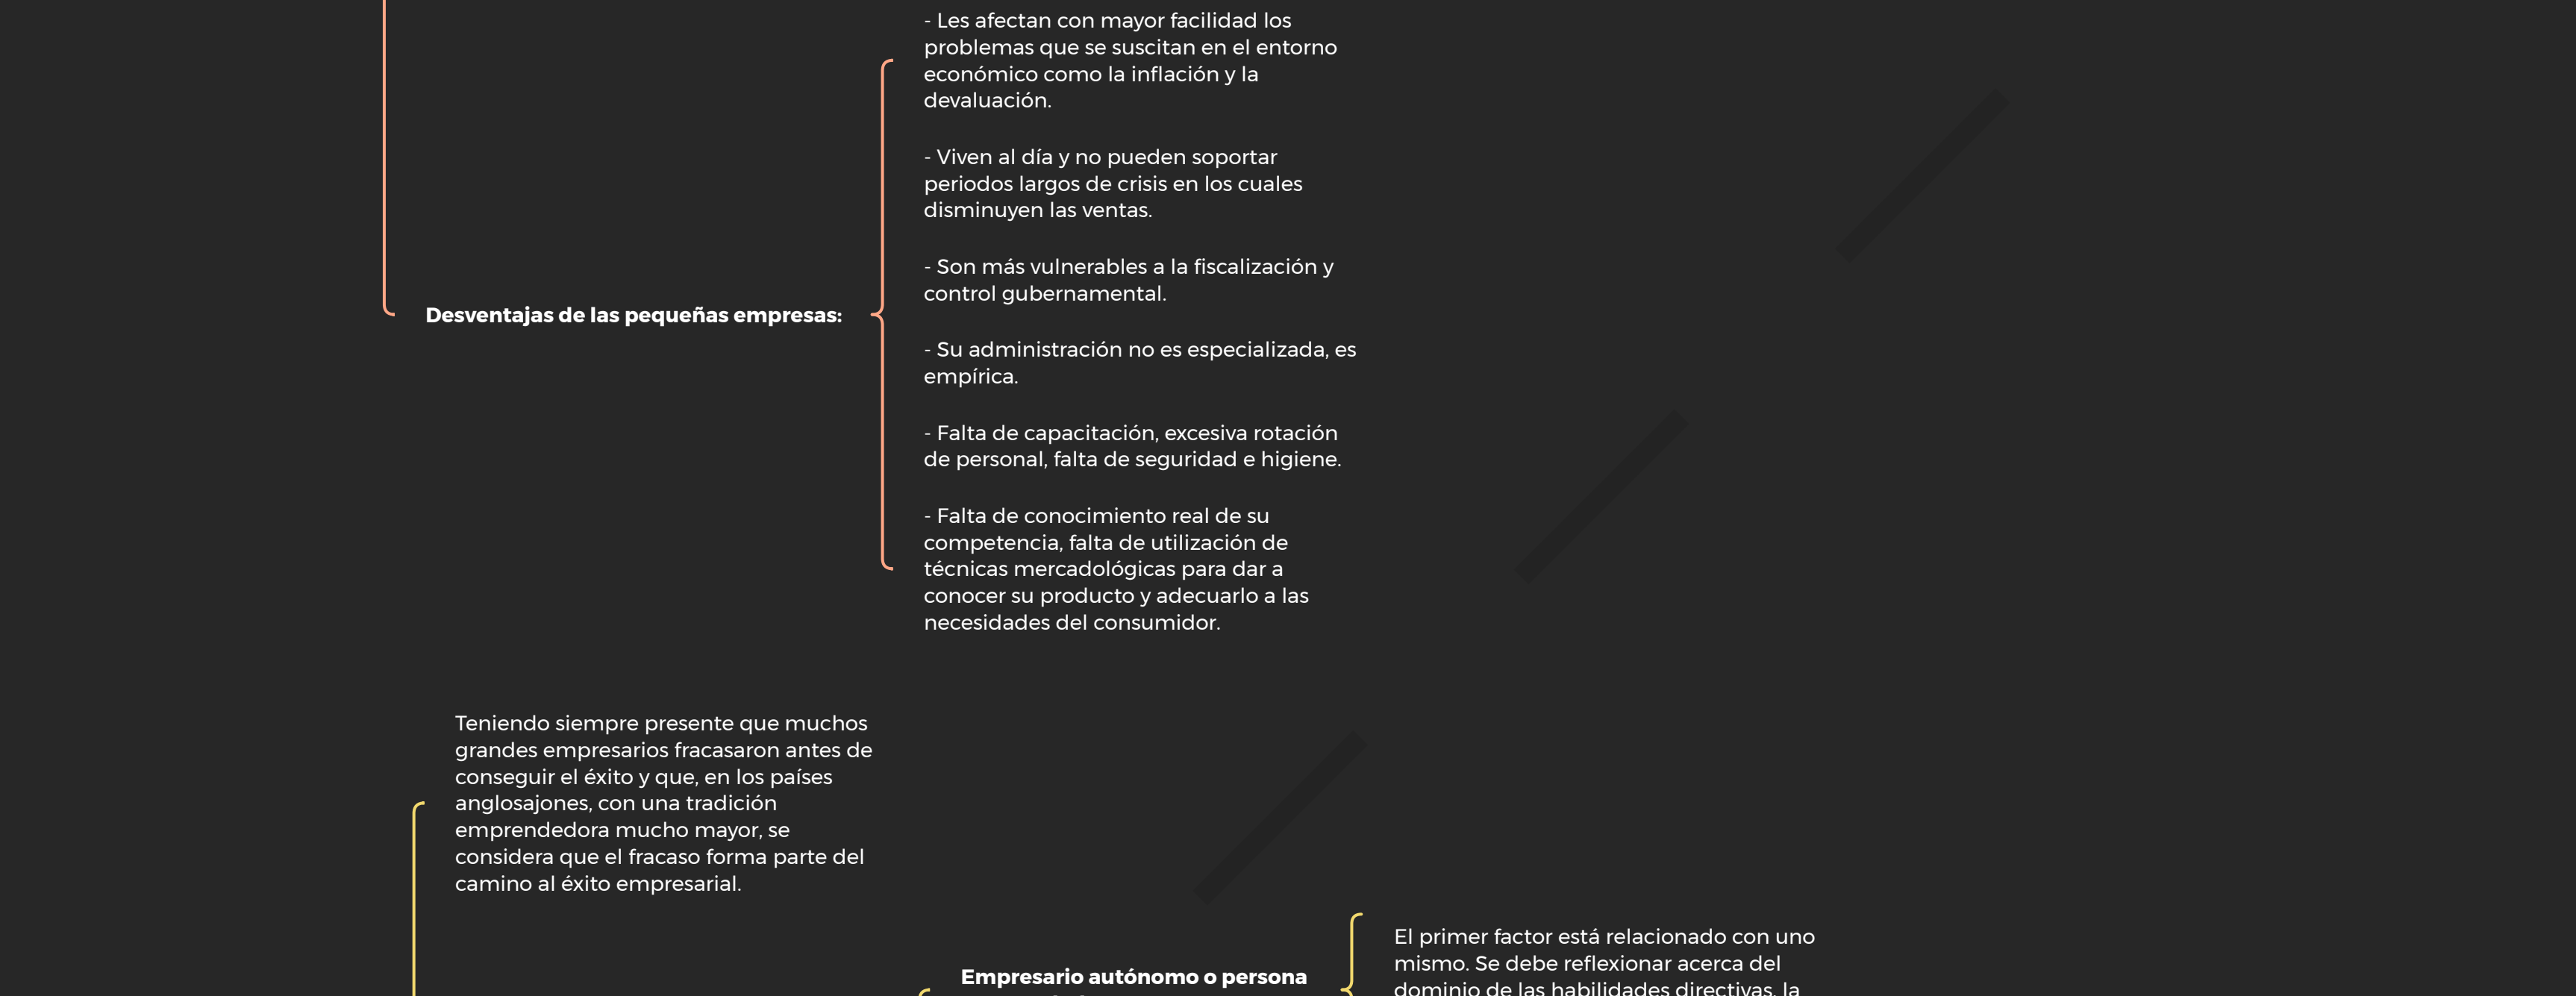 - Les afectan con mayor facilidad los
problemas que se suscitan en el entorno
económico como la inflación y la
devaluación.
- Viven al día y no pueden soportar
periodos largos de crisis en los cuales
disminuyen las ventas.
- Son más vulnerables a la fiscalización y
control gubernamental.
Desventajas de las pequeñas empresas:
- Su administración no es especializada, es
empírica.
- Falta de capacitación, excesiva rotación
de personal, falta de seguridad e higiene.
- Falta de conocimiento real de su
competencia, falta de utilización de
técnicas mercadológicas para dar a
conocer su producto y adecuarlo a las
necesidades del consumidor.
Teniendo siempre presente que muchos
grandes empresarios fracasaron antes de
conseguir el éxito y que, en los países
anglosajones, con una tradición
emprendedora mucho mayor, se
considera que el fracaso forma parte del
camino al éxito empresarial.
Empresario autónomo o persona
El primer factor está relacionado con uno
mismo. Se debe reflexionar acerca del
dominio de las habilidades directivas, la